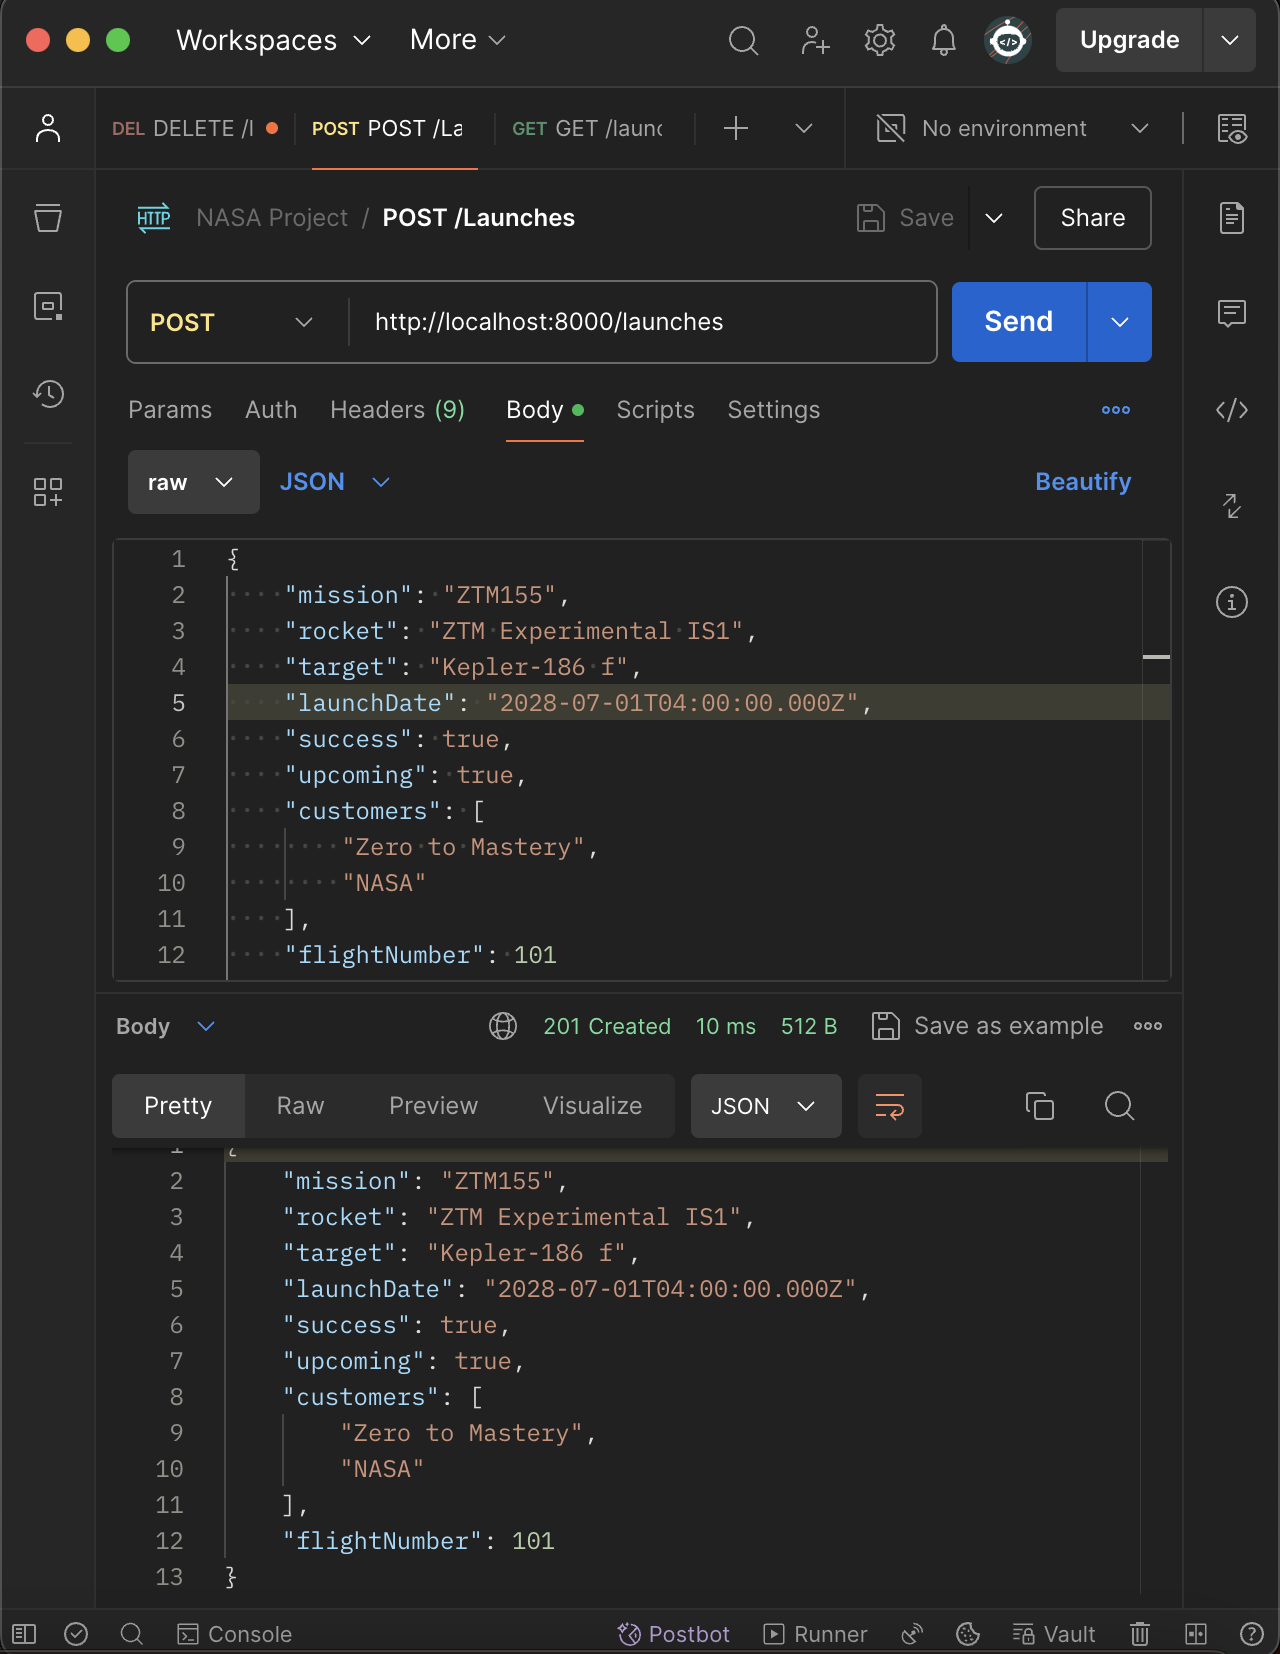 Workspaces More Upgrade
DEL DELETE /l POST POST /La GET GET /laun No environment
HTTP NASA Project / POST /Launches Save Share
POST http://localhost:8000/launches Send
Params Auth Headers (9) Body Scripts Settings
raw JSON Beautify
1 {
2 "mission": "ZTM155",
3 "rocket": "ZTM Experimental IS1",
4 "target": "Kepler-186 f",
5 "launchDate": "2028-07-01T04:00:00.000Z",
6 "success": true,
7 "upcoming": true,
8 "customers": [
9 "Zero to Mastery",
10 "NASA"
11 ],
12 "flightNumber": 101
Body 201 Created 10 ms 512 B Save as example
Pretty Raw Preview Visualize JSON
1 {
2 "mission": "ZTM155",
3 "rocket": "ZTM Experimental IS1",
4 "target": "Kepler-186 f",
5 "launchDate": "2028-07-01T04:00:00.000Z",
6 "success": true,
7 "upcoming": true,
8 "customers": [
9 "Zero to Mastery",
10 "NASA"
11 ],
12 "flightNumber": 101
13 }
Console Postbot Runner Vault